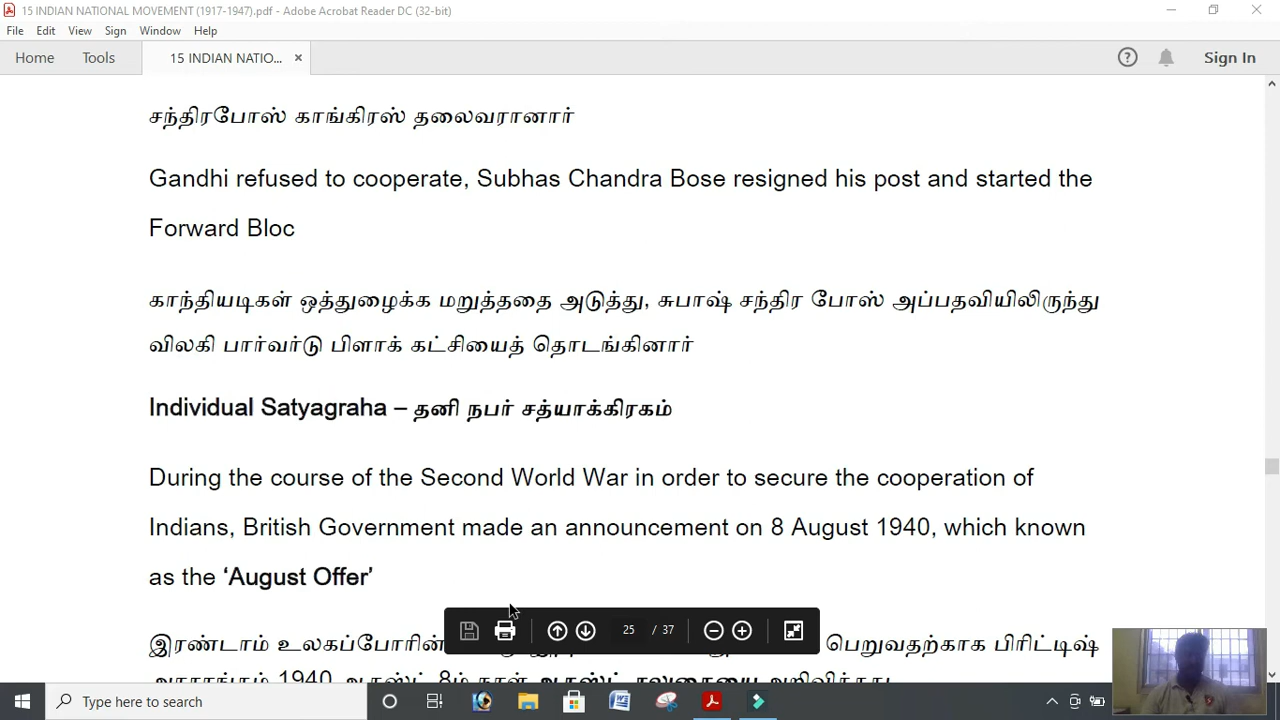 15 INDIAN NATIONAL MOVEMENT (1917-1947).pdf - Adobe Acrobat Reader DC (32-bit)
File Edit View Sign Window Help
Home Tools 15 INDIAN NATIO... × Sign In
சந்திரபோஸ் காங்கிரஸ் தலைவரானார்
Gandhi refused to cooperate, Subhas Chandra Bose resigned his post and started the
Forward Bloc
காந்தியடிகள் ஒத்துழைக்க மறுத்ததை அடுத்து, சுபாஷ் சந்திர போஸ் அப்பதவியிலிருந்து
விலகி பார்வர்டு பிளாக் கட்சியைத் தொடங்கினார்
Individual Satyagraha – தனி நபர் சத்யாக்கிரகம்
During the course of the Second World War in order to secure the cooperation of
Indians, British Government made an announcement on 8 August 1940, which known
as the ‘August Offer’
இரண்டாம் உலகப்போரின் பெறுவதற்காக பிரிட்டிஷ்
25 / 37
1940 ஆகஸ்ட் 8ம் நாள்
Type here to search